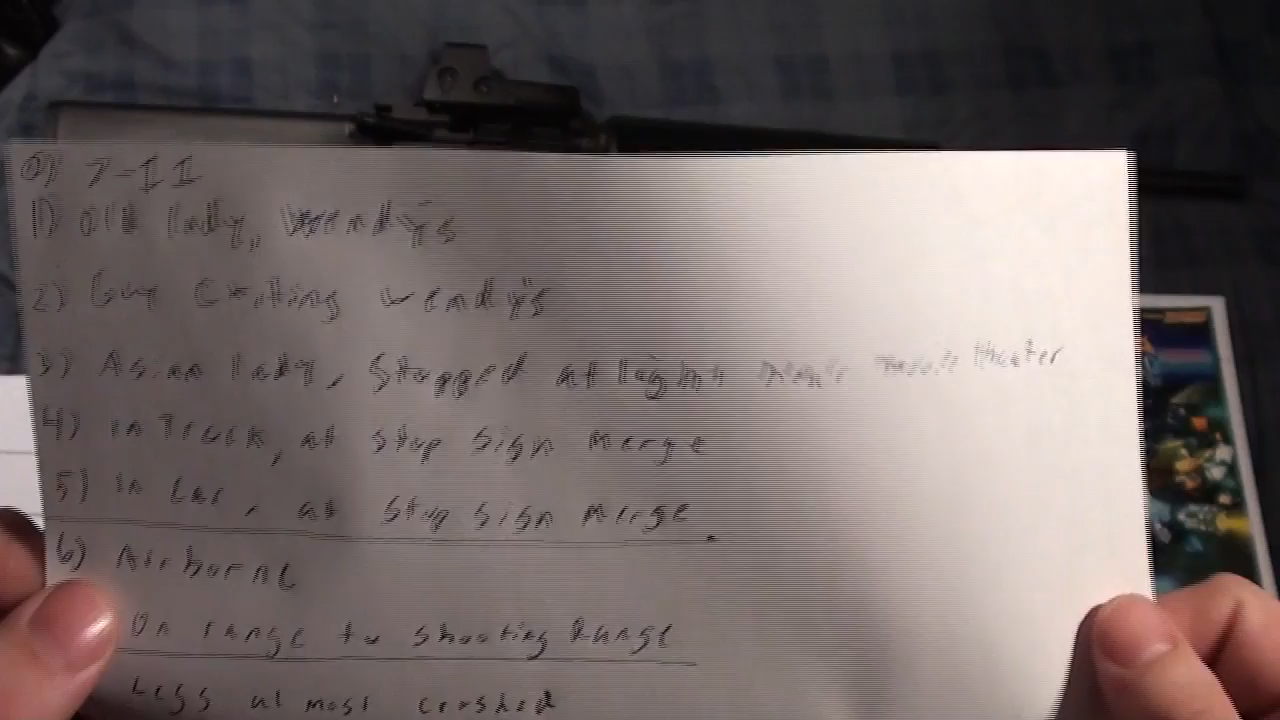 0) 7-11
1) Old lady, Wendy's
2) Guy Exiting wendy's
3) Asian lady, Stopped at light movie theater
4) in Truck, at stop sign merge
5) in Car, at Stop Sign merge
6) Airborne
On range to shooting Range
Legs al most crushed